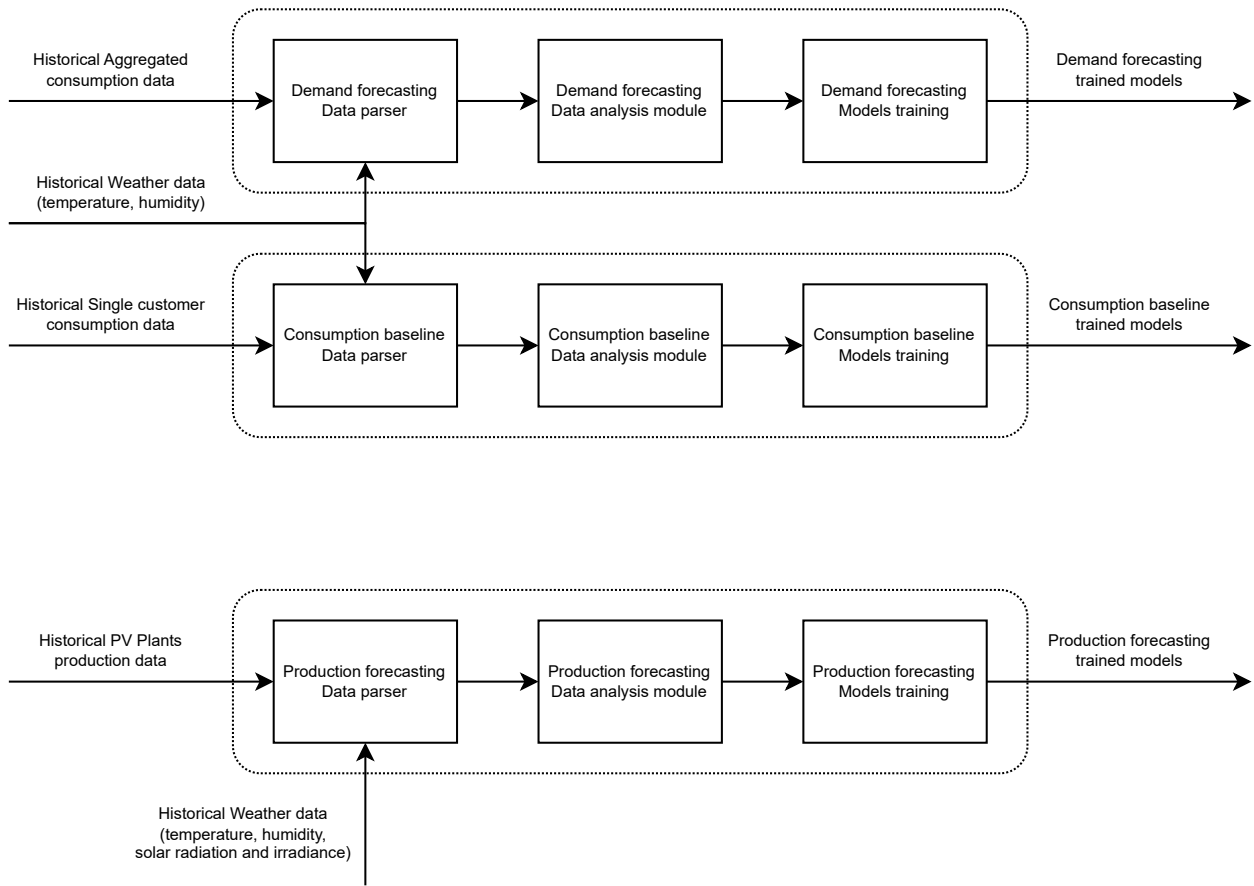 Historical Aggregated
consumption data
Demand forecasting
Data parser
Demand forecasting
Data analysis module
Demand forecasting
Models training
Demand forecasting
trained models
Historical Weather data
(temperature, humidity)
Historical Single customer
consumption data
Consumption baseline
Data parser
Consumption baseline
Data analysis module
Consumption baseline
Models training
Consumption baseline
trained models
Historical PV Plants
production data
Production forecasting
Data parser
Production forecasting
Data analysis module
Production forecasting
Models training
Production forecasting
trained models
Historical Weather data
(temperature, humidity,
solar radiation and irradiance)